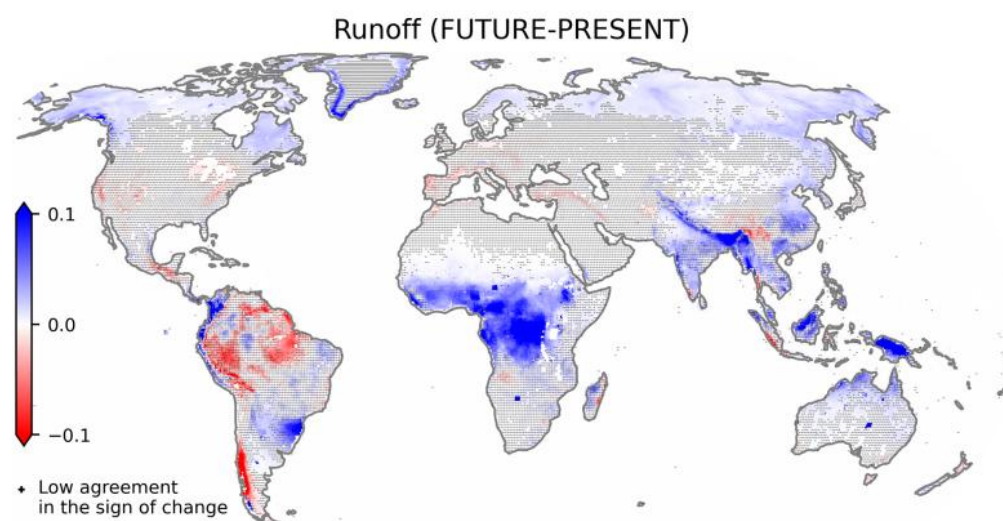 Runoff (FUTURE-PRESENT)
0.1
0.0
−0.1
+ Low agreement
in the sign of change